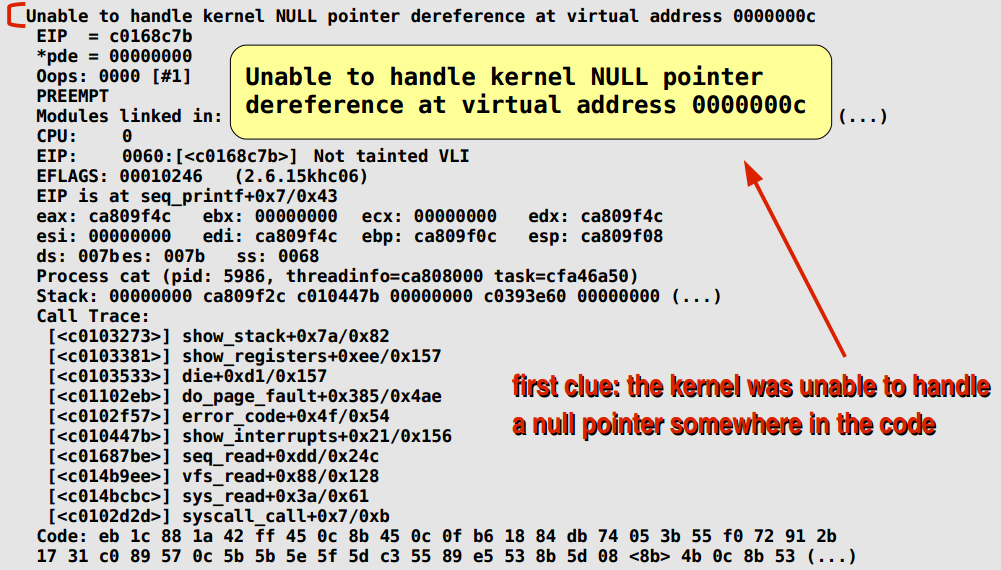 Unable to handle kernel NULL pointer dereference at virtual address 0000000c
EIP = c0168c7b
*pde = 00000000
Oops: 0000 [#1]
PREEMPT
Unable to handle kernel NULL pointer
dereference at virtual address 0000000c
Modules linked in: (...)
CPU: 0
EIP: 0060:[<c0168c7b>] Not tainted VLI
EFLAGS: 00010246 (2.6.15khc06)
EIP is at seq_printf+0x7/0x43
eax: ca809f4c ebx: 00000000 ecx: 00000000 edx: ca809f4c
esi: 00000000 edi: ca809f4c ebp: ca809f0c esp: ca809f08
ds: 007bes: 007b ss: 0068
Process cat (pid: 5986, threadinfo=ca808000 task=cfa46a50)
Stack: 00000000 ca809f2c c010447b 00000000 c0393e60 00000000 (...)
Call Trace:
[<c0103273>] show_stack+0x7a/0x82
[<c0103381>] show_registers+0xee/0x157
[<c0103533>] die+0xd1/0x157
[<c01102eb>] do_page_fault+0x385/0x4ae
[<c0102f57>] error_code+0x4f/0x54
[<c010447b>] show_interrupts+0x21/0x156
[<c01687be>] seq_read+0xdd/0x24c
[<c014b9ee>] vfs_read+0x88/0x128
[<c014bcbc>] sys_read+0x3a/0x61
[<c0102d2d>] syscall_call+0x7/0xb
first clue: the kernel was unable to handle
a null pointer somewhere in the code
Code: eb 1c 88 1a 42 ff 45 0c 8b 45 0c 0f b6 18 84 db 74 05 3b 55 f0 72 91 2b
17 31 c0 89 57 0c 5b 5b 5e 5f 5d c3 55 89 e5 53 8b 5d 08 <8b> 4b 0c 8b 53 (...)